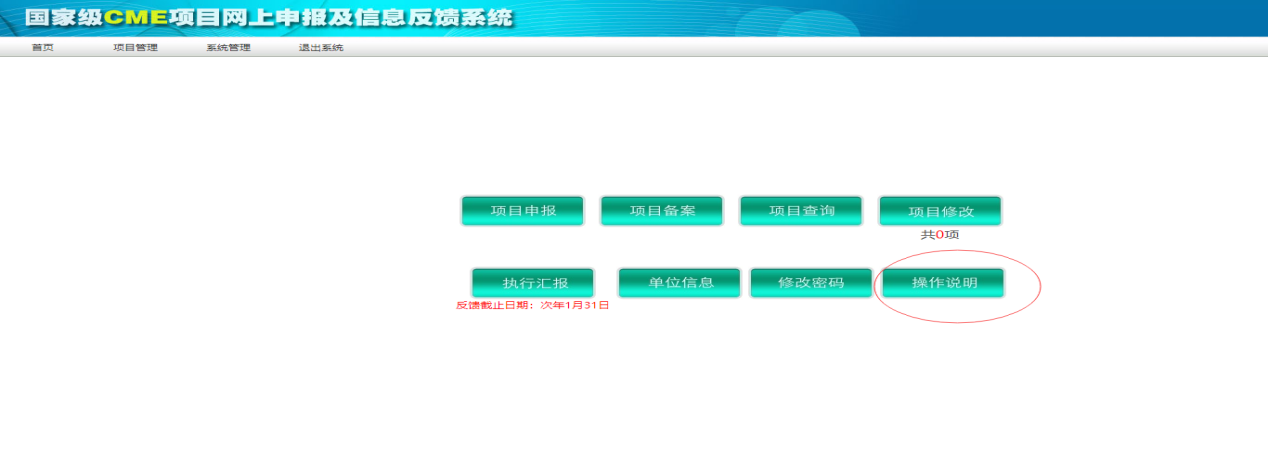 国家级CME项目网上申报及信息反馈系统
首页 项目管理 系统管理 退出系统
项目申报 项目备案 项目查询 项目修改
共0项
执行汇报 单位信息 修改密码 操作说明
反馈截止日期：次年1月31日